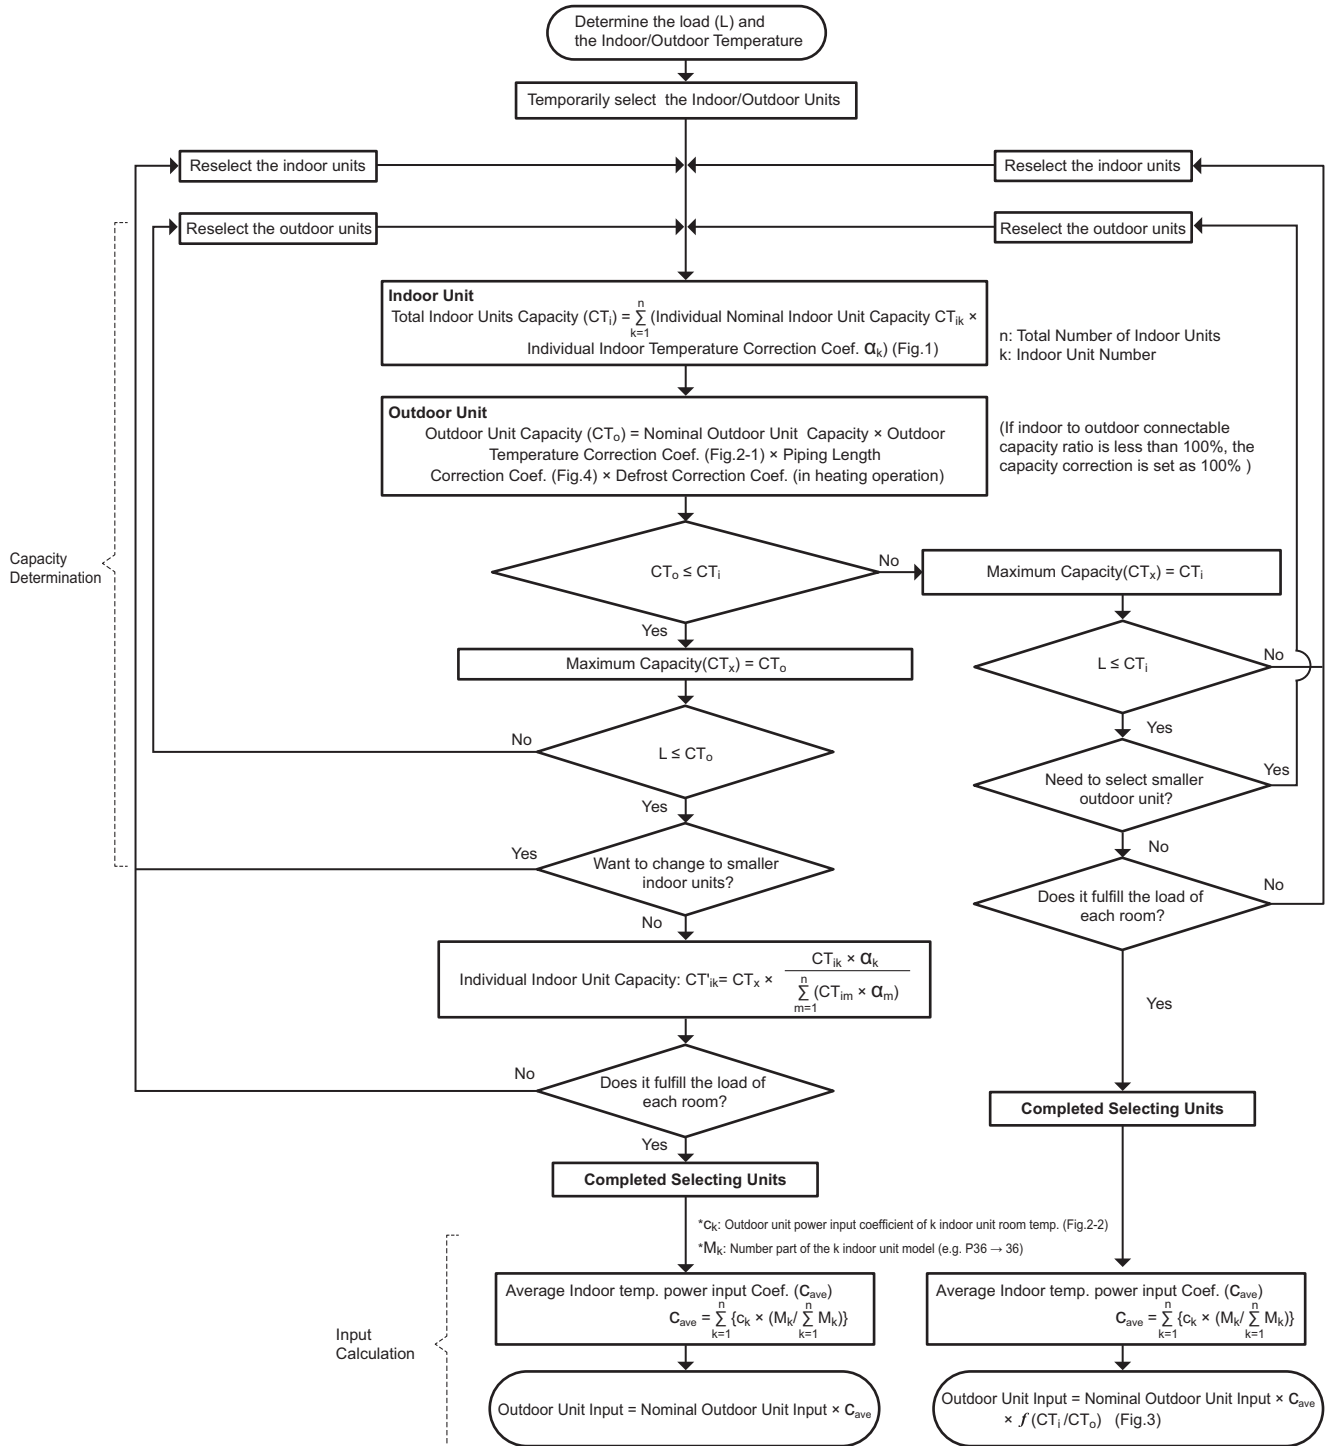 Determine the load (L) and
the Indoor/Outdoor Temperature
Temporarily select the Indoor/Outdoor Units
Reselect the indoor units
Reselect the indoor units
Reselect the outdoor units
Reselect the outdoor units
Indoor Unit
Total Indoor Units Capacity (CTi) = n Σ k=1 (Individual Nominal Indoor Unit Capacity CTik ×
Individual Indoor Temperature Correction Coef. αk) (Fig.1)
n: Total Number of Indoor Units
k: Indoor Unit Number
Outdoor Unit
Outdoor Unit Capacity (CTo) = Nominal Outdoor Unit Capacity × Outdoor
Temperature Correction Coef. (Fig.2-1) × Piping Length
Correction Coef. (Fig.4) × Defrost Correction Coef. (in heating operation)
(If indoor to outdoor connectable
capacity ratio is less than 100%, the
capacity correction is set as 100% )
Capacity
Determination
CTo ≤ CTi
No
Maximum Capacity(CTx) = CTi
Yes
Maximum Capacity(CTx) = CTo
L ≤ CTi
No
Yes
No
L ≤ CTo
Need to select smaller
outdoor unit?
Yes
Yes
No
Yes
Want to change to smaller
indoor units?
Does it fulfill the load of
each room?
No
No
Individual Indoor Unit Capacity: CT'ik= CTx × CTik × αk / n Σ m=1 (CTim × αm)
Yes
No
Does it fulfill the load of
each room?
Completed Selecting Units
Yes
Completed Selecting Units
*ck: Outdoor unit power input coefficient of k indoor unit room temp. (Fig.2-2)
*Mk: Number part of the k indoor unit model (e.g. P36 → 36)
Input
Calculation
Average Indoor temp. power input Coef. (cave)
cave = n Σ k=1 {ck × (Mk/ n Σ k=1 Mk)}
Average Indoor temp. power input Coef. (cave)
cave = n Σ k=1 {ck × (Mk/ n Σ k=1 Mk)}
Outdoor Unit Input = Nominal Outdoor Unit Input × cave
Outdoor Unit Input = Nominal Outdoor Unit Input × cave
× f (CTi /CTo) (Fig.3)